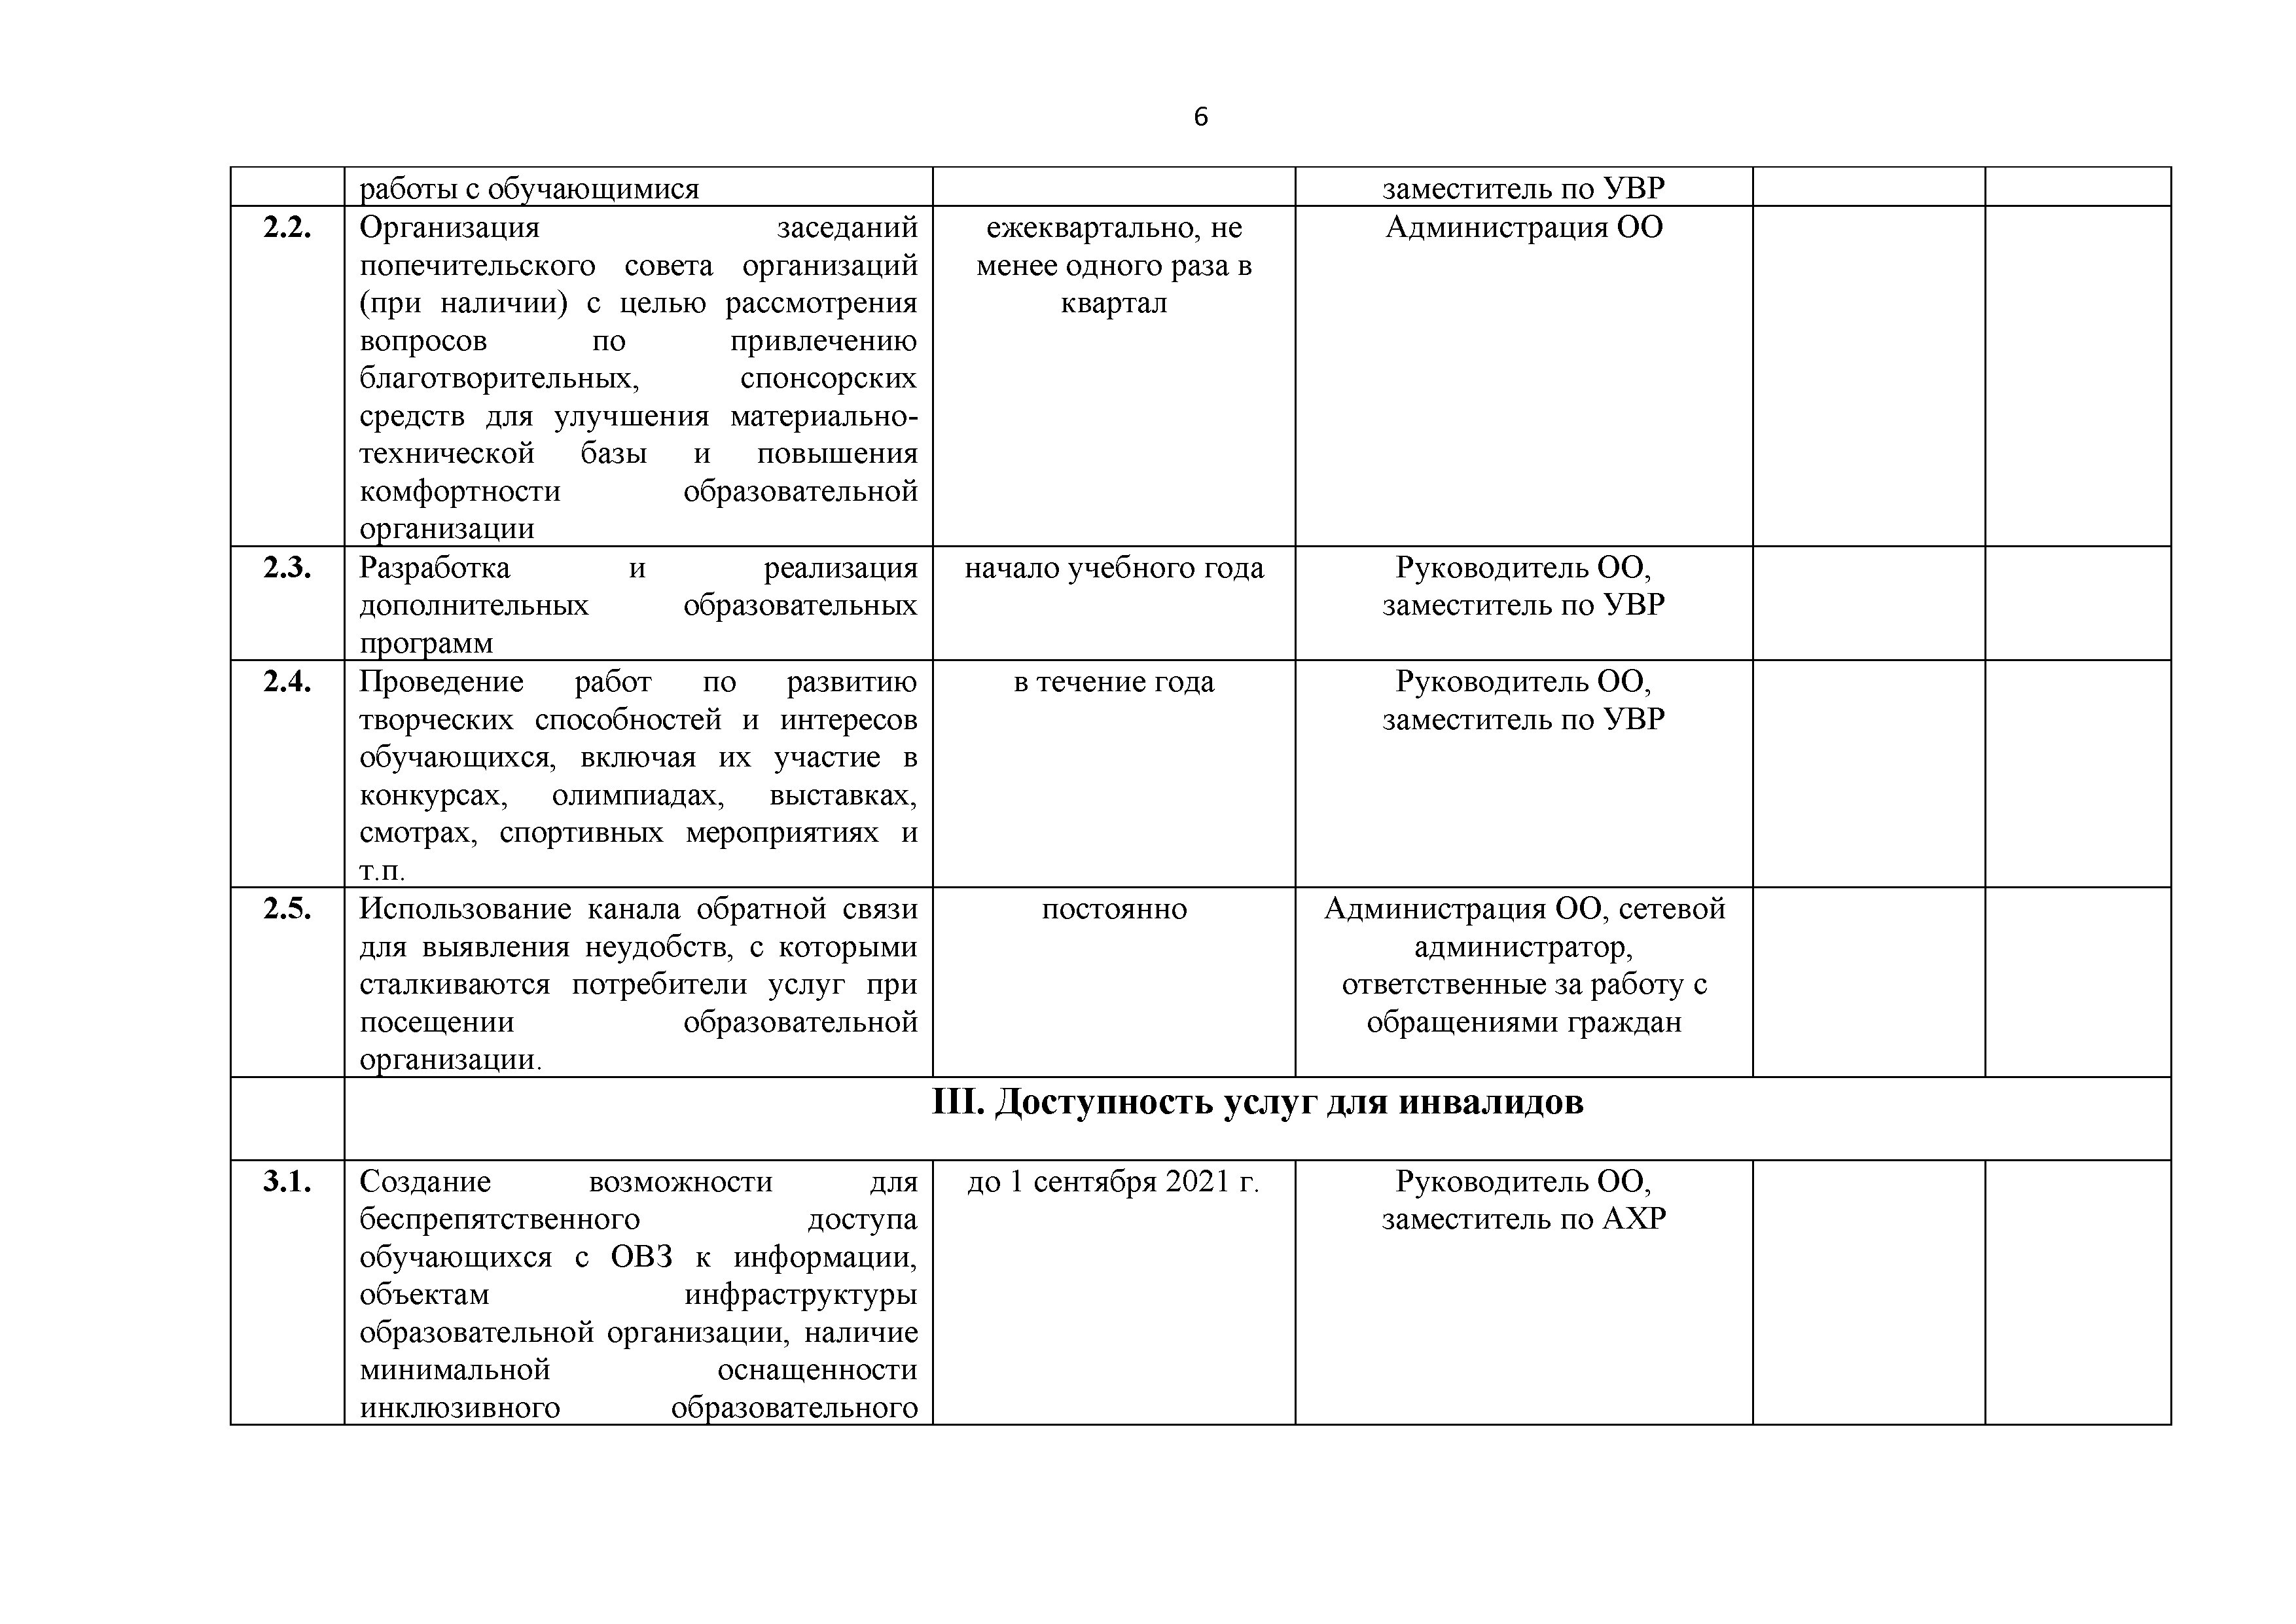 6
работы с обучающимися
заместитель по УВР
2.2.
Организация заседаний
попечительского совета организаций
(при наличии) с целью рассмотрения
вопросов по привлечению
благотворительных, спонсорских
средств для улучшения материально-
технической базы и повышения
комфортности образовательной
организации
ежеквартально, не
менее одного раза в
квартал
Администрация ОО
2.3.
Разработка и реализация
дополнительных образовательных
программ
начало учебного года
Руководитель ОО,
заместитель по УВР
2.4.
Проведение работ по развитию
творческих способностей и интересов
обучающихся, включая их участие в
конкурсах, олимпиадах, выставках,
смотрах, спортивных мероприятиях и
т.п.
в течение года
Руководитель ОО,
заместитель по УВР
2.5.
Использование канала обратной связи
для выявления неудобств, с которыми
сталкиваются потребители услуг при
посещении образовательной
организации.
постоянно
Администрация ОО, сетевой
администратор,
ответственные за работу с
обращениями граждан
III. Доступность услуг для инвалидов
3.1.
Создание возможности для
беспрепятственного доступа
обучающихся с ОВЗ к информации,
объектам инфраструктуры
образовательной организации, наличие
минимальной оснащенности
инклюзивного образовательного
до 1 сентября 2021 г.
Руководитель ОО,
заместитель по АХР